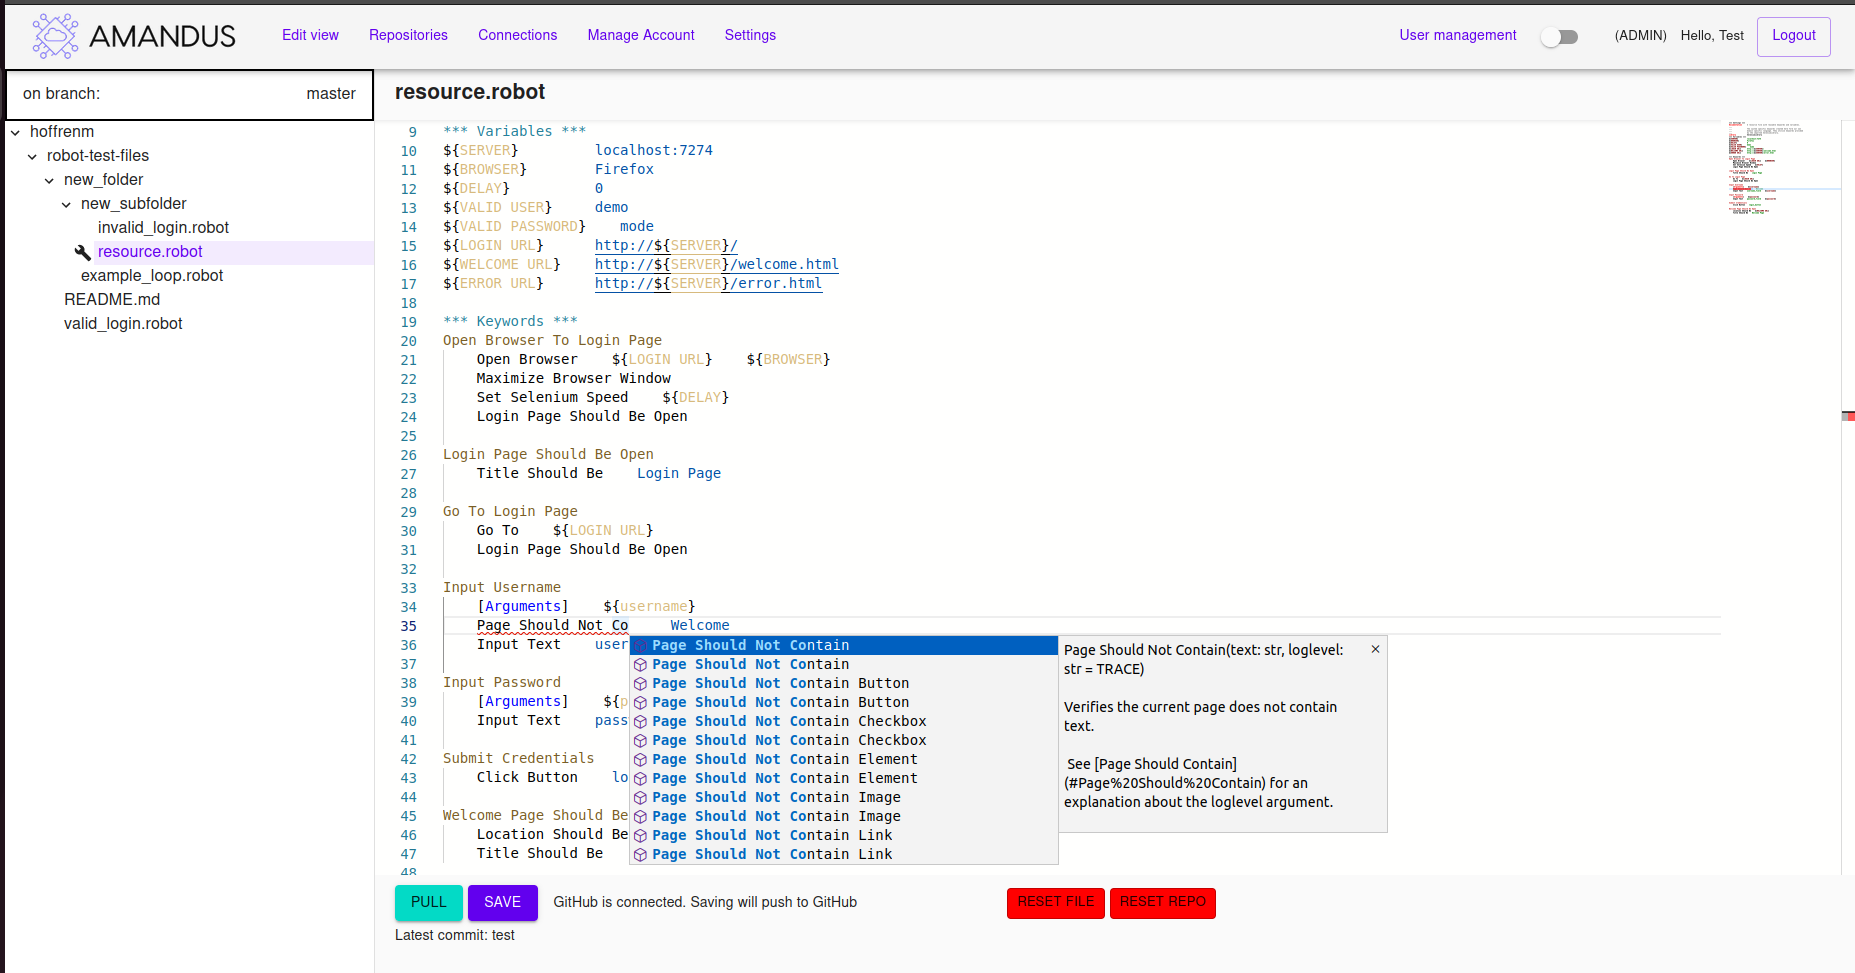 AMANDUS
Edit view
Repositories
Connections
Manage Account
Settings
User management
(ADMIN)
Hello, Test
Logout
on branch:
master
hoffrenm
robot-test-files
new_folder
new_subfolder
invalid_login.robot
resource.robot
example_loop.robot
README.md
valid_login.robot
resource.robot
9 *** Variables ***
10 ${SERVER} localhost:7274
11 ${BROWSER} Firefox
12 ${DELAY} 0
13 ${VALID USER} demo
14 ${VALID PASSWORD} mode
15 ${LOGIN URL} http://${SERVER}/
16 ${WELCOME URL} http://${SERVER}/welcome.html
17 ${ERROR URL} http://${SERVER}/error.html
18
19 *** Keywords ***
20 Open Browser To Login Page
21 Open Browser ${LOGIN URL} ${BROWSER}
22 Maximize Browser Window
23 Set Selenium Speed ${DELAY}
24 Login Page Should Be Open
25
26 Login Page Should Be Open
27 Title Should Be Login Page
28
29 Go To Login Page
30 Go To ${LOGIN URL}
31 Login Page Should Be Open
32
33 Input Username
34 [Arguments] ${username}
35 Page Should Not Co Welcome
36 Input Text user
37
38 Input Password
39 [Arguments] ${p
40 Input Text pass
41
42 Submit Credentials
43 Click Button lo
44
45 Welcome Page Should Be
46 Location Should Be
47 Title Should Be
48
Page Should Not Contain
Page Should Not Contain
Page Should Not Contain Button
Page Should Not Contain Button
Page Should Not Contain Checkbox
Page Should Not Contain Checkbox
Page Should Not Contain Element
Page Should Not Contain Element
Page Should Not Contain Image
Page Should Not Contain Image
Page Should Not Contain Link
Page Should Not Contain Link
Page Should Not Contain(text: str, loglevel:
str = TRACE)
Verifies the current page does not contain
text.
See [Page Should Contain]
(#Page%20Should%20Contain) for an
explanation about the loglevel argument.
PULL
SAVE
GitHub is connected. Saving will push to GitHub
RESET FILE
RESET REPO
Latest commit: test